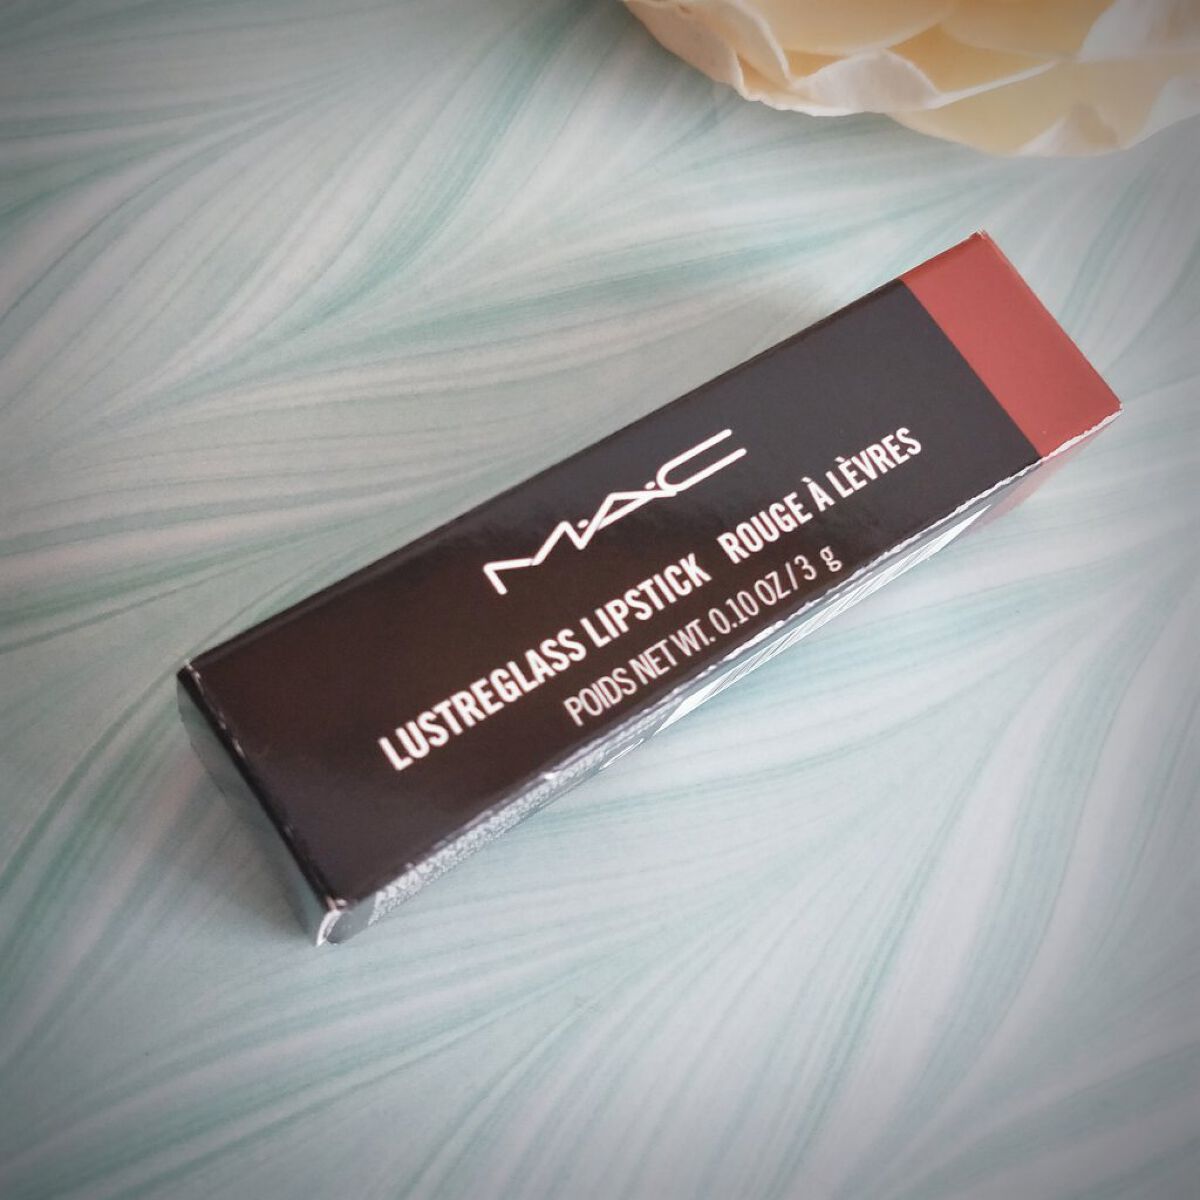 M·A·C
LUSTREGLASS LIPSTICK ROUGE À LÈVRES
POIDS NET WT. 0.10 OZ / 3 g